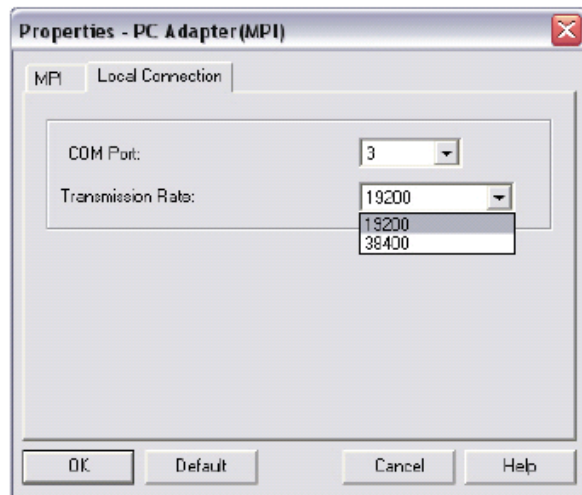 Properties - PC Adapter(MPI)
MPI Local Connection
COM Port: 3
Transmission Rate: 19200
19200
38400
OK Default Cancel Help